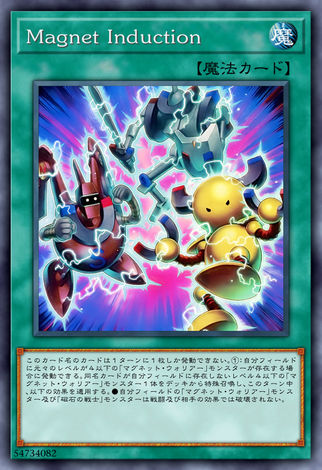 Magnet Induction
魔
【魔法カード】
このカード名のカードは1ターンに1枚しか発動できない。①:自分フィールド
に元々のレベルが4以下の「マグネット・ウォリアー」モンスターが存在する場
合に発動できる。同名カードが自分フィールドに存在しないレベル4以下の「マ
グネット・ウォリアー」モンスター1体をデッキから特殊召喚し、このターン中、
以下の効果を適用する。●自分フィールドの「マグネット・ウォリアー」モン
スター及び「磁石の戦士」モンスターは戦闘及び相手の効果では破壊されない。
54734082